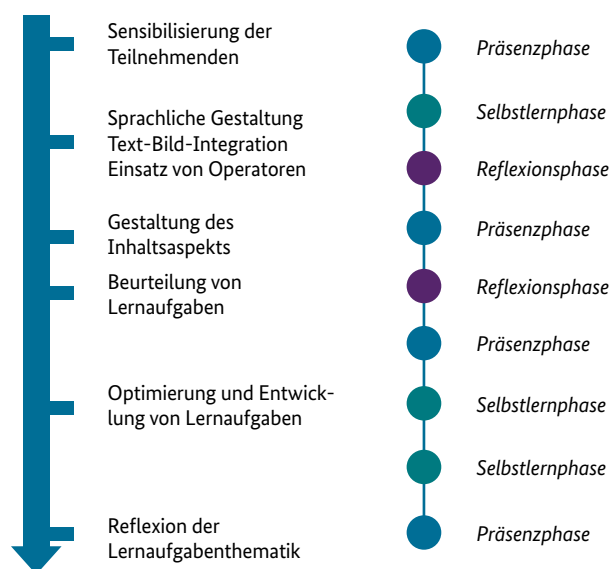 Sensibilisierung der
Teilnehmenden
Präsenzphase
Selbstlernphase
Sprachliche Gestaltung
Text-Bild-Integration
Einsatz von Operatoren
Reflexionsphase
Gestaltung des
Inhaltsaspekts
Präsenzphase
Beurteilung von
Lernaufgaben
Reflexionsphase
Präsenzphase
Optimierung und Entwick-
lung von Lernaufgaben
Selbstlernphase
Selbstlernphase
Reflexion der
Lernaufgabenthematik
Präsenzphase